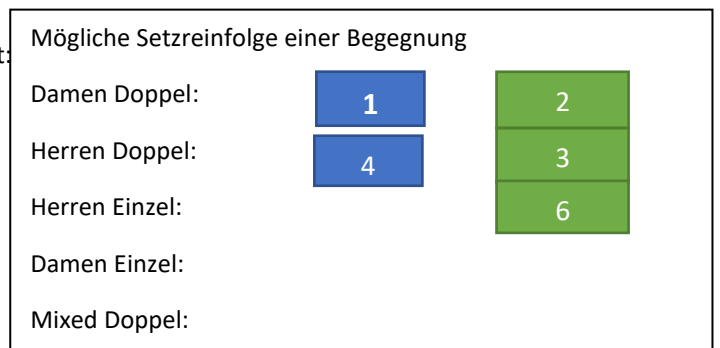 t:
Mögliche Setzreinfolge einer Begegnung
Damen Doppel: 1 2
Herren Doppel: 4 3
Herren Einzel: 6
Damen Einzel:
Mixed Doppel: